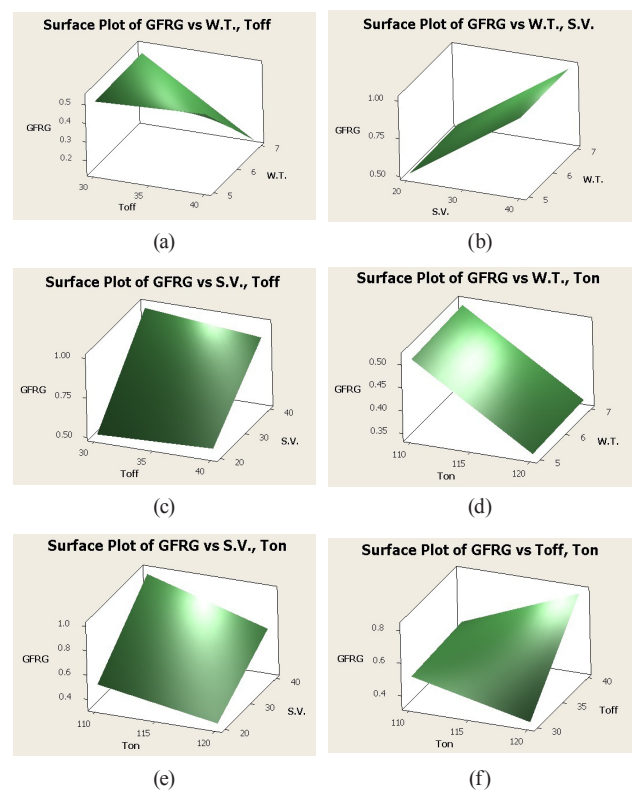 Surface Plot of GFRG vs W.T., Toff
0.5
GFRG 0.4
0.3
0.2
30
35
40
Toff
5
6
7
W.T.
(a)
Surface Plot of GFRG vs W.T., S.V.
1.00
GFRG
0.75
0.50
20
30
40
S.V.
5
6
7
W.T.
(b)
Surface Plot of GFRG vs S.V., Toff
1.00
0.75
GFRG
0.50
30
35
40
Toff
20
30
40
S.V.
(c)
Surface Plot of GFRG vs W.T., Ton
0.50
0.45
GFRG
0.40
0.35
110
115
120
Ton
5
6
7
W.T.
(d)
Surface Plot of GFRG vs S.V., Ton
1.0
0.8
GFRG
0.6
0.4
110
115
120
Ton
20
30
40
S.V.
(e)
Surface Plot of GFRG vs Toff, Ton
0.8
GFRG
0.6
0.4
110
110
120
Ton
30
35
40
Toff
(f)